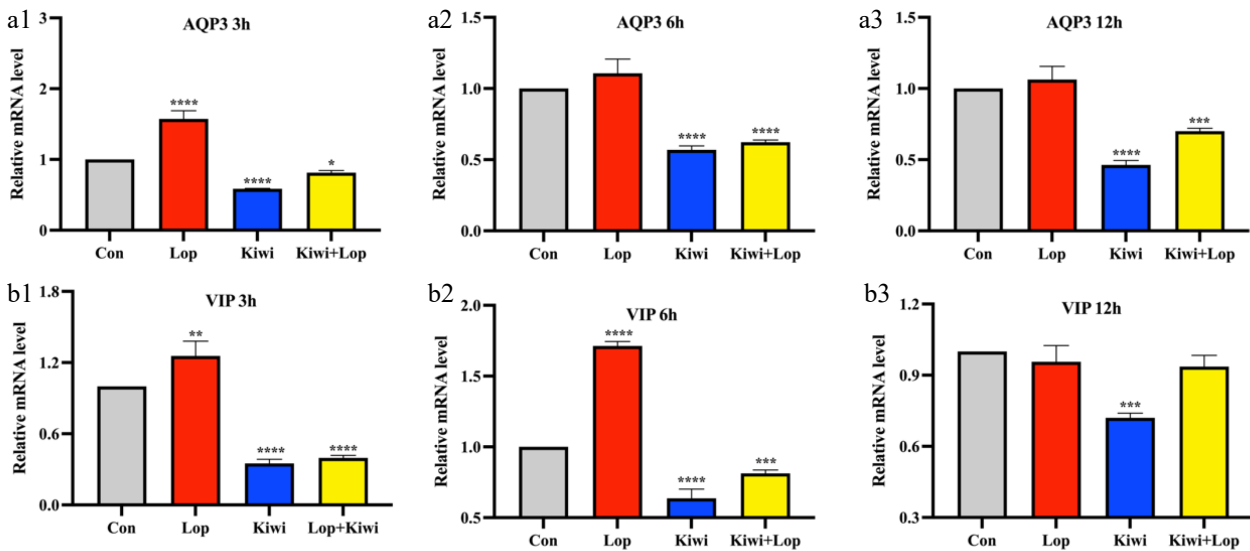 a1
AQP3 3h
Relative mRNA level
3
2
1
0
****
****
*
Con Lop Kiwi Kiwi+Lop
a2
AQP3 6h
Relative mRNA level
1.5
1.0
0.5
0.0
****
****
Con Lop Kiwi Kiwi+Lop
a3
AQP3 12h
Relative mRNA level
1.5
1.0
0.5
0.0
****
***
Con Lop Kiwi Kiwi+Lop
b1
VIP 3h
Relative mRNA level
1.8
1.2
0.6
0.0
**
****
****
Con Lop Kiwi Lop+Kiwi
b2
VIP 6h
Relative mRNA level
2.0
1.5
1.0
0.5
****
****
***
Con Lop Kiwi Kiwi+Lop
b3
VIP 12h
Relative mRNA level
1.2
0.9
0.6
0.3
***
Con Lop Kiwi Kiwi+Lop